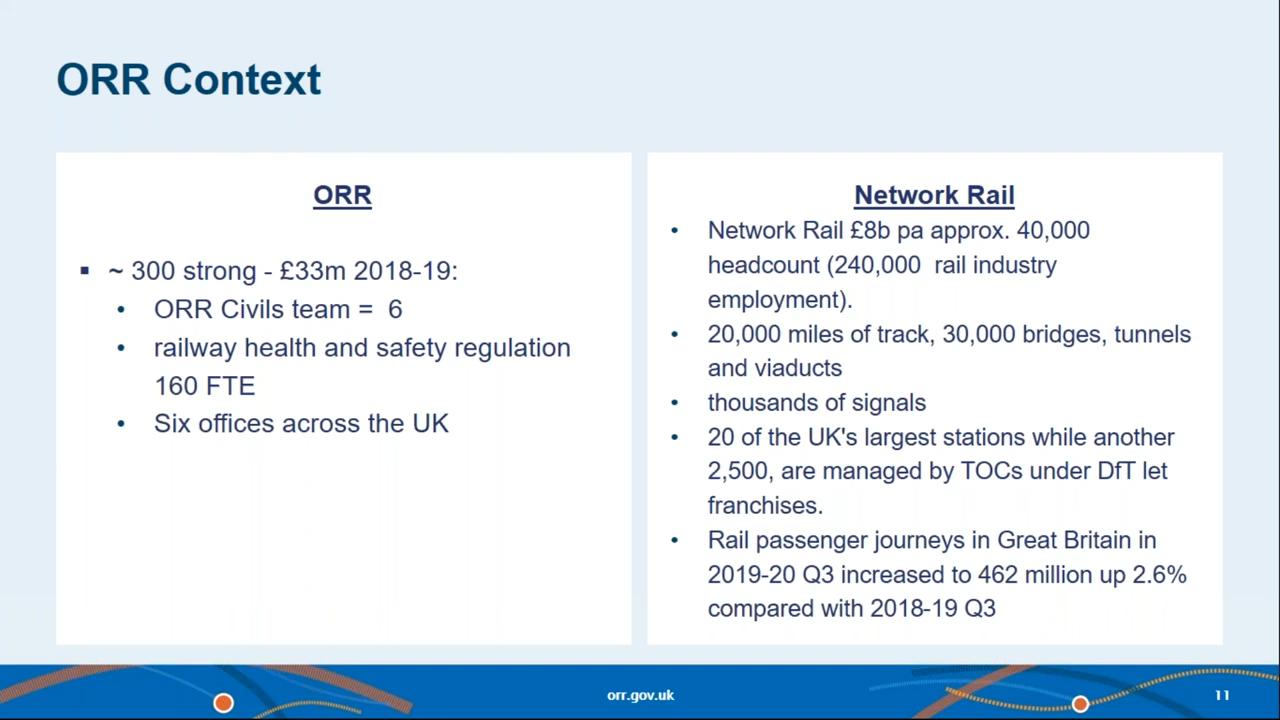 ORR Context
ORR
~ 300 strong - £33m 2018-19:
ORR Civils team = 6
railway health and safety regulation
160 FTE
Six offices across the UK
Network Rail
Network Rail £8b pa approx. 40,000
headcount (240,000 rail industry
employment).
20,000 miles of track, 30,000 bridges, tunnels
and viaducts
thousands of signals
20 of the UK's largest stations while another
2,500, are managed by TOCs under DfT let
franchises.
Rail passenger journeys in Great Britain in
2019-20 Q3 increased to 462 million up 2.6%
compared with 2018-19 Q3
orr.gov.uk
11